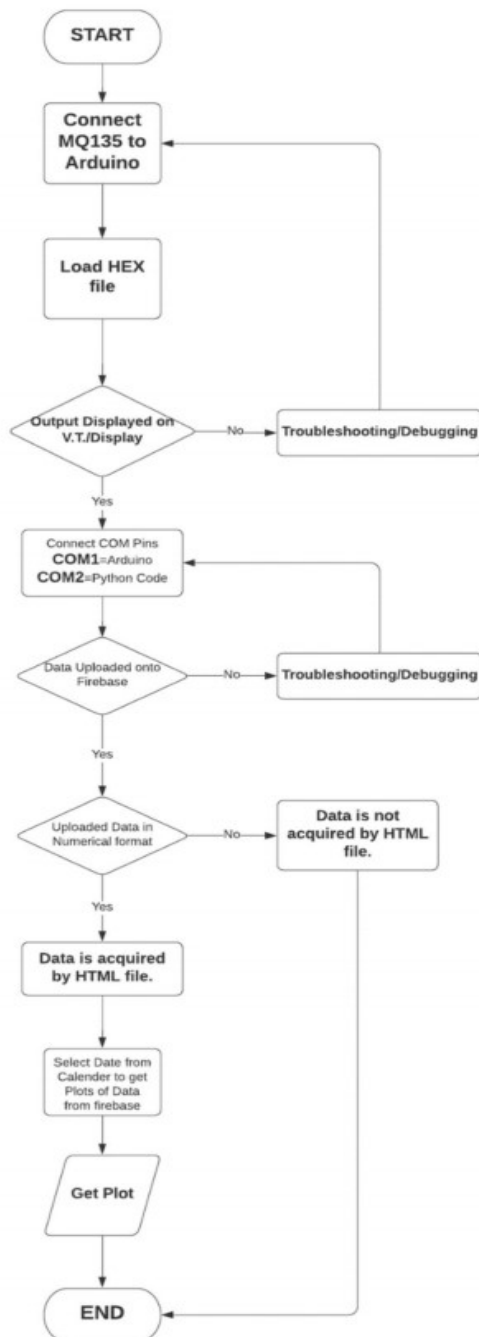 START
Connect
MQ135 to
Arduino
Load HEX
file
Output Displayed on
V.T./Display
No
Troubleshooting/Debugging
Yes
Connect COM Pins
COM1=Arduino
COM2=Python Code
Data Uploaded onto
Firebase
No
Troubleshooting/Debugging
Yes
Uploaded Data in
Numerical format
No
Data is not
acquired by HTML
file.
Yes
Data is acquired
by HTML file.
Select Date from
Calender to get
Plots of Data
from firebase
Get Plot
END